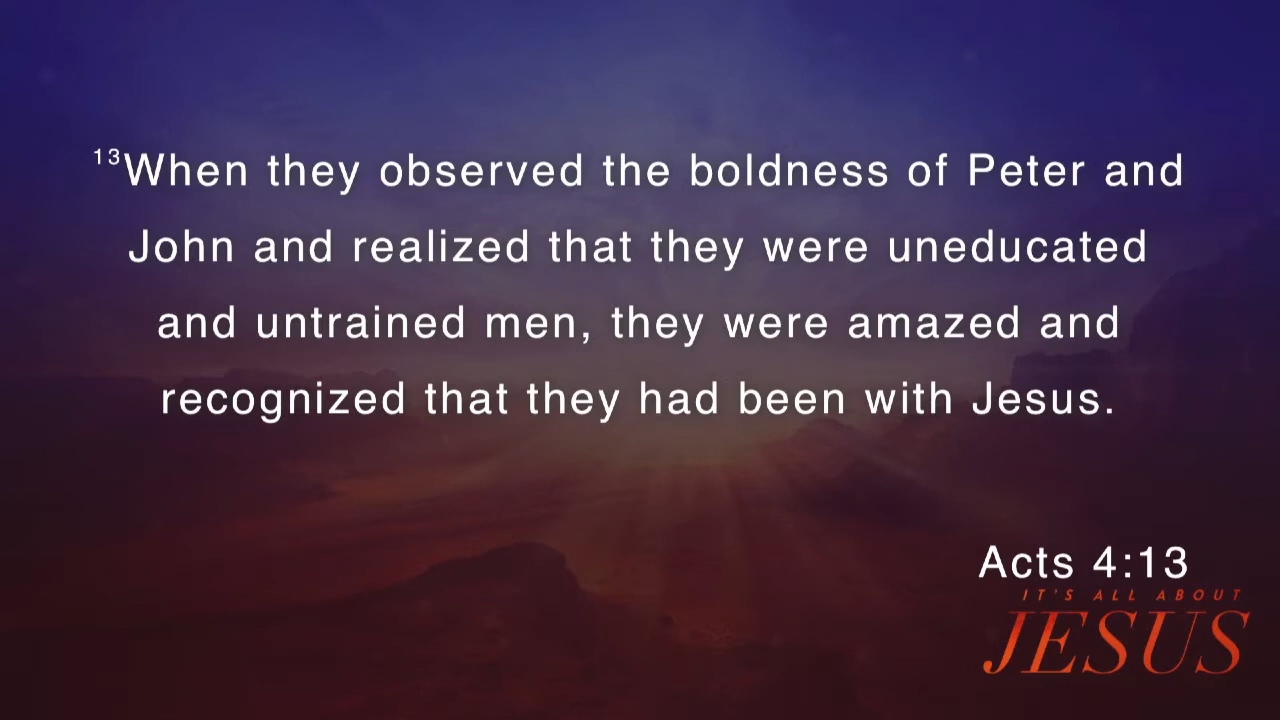 13When they observed the boldness of Peter and
John and realized that they were uneducated
and untrained men, they were amazed and
recognized that they had been with Jesus.
Acts 4:13
IT'S ALL ABOUT
JESUS